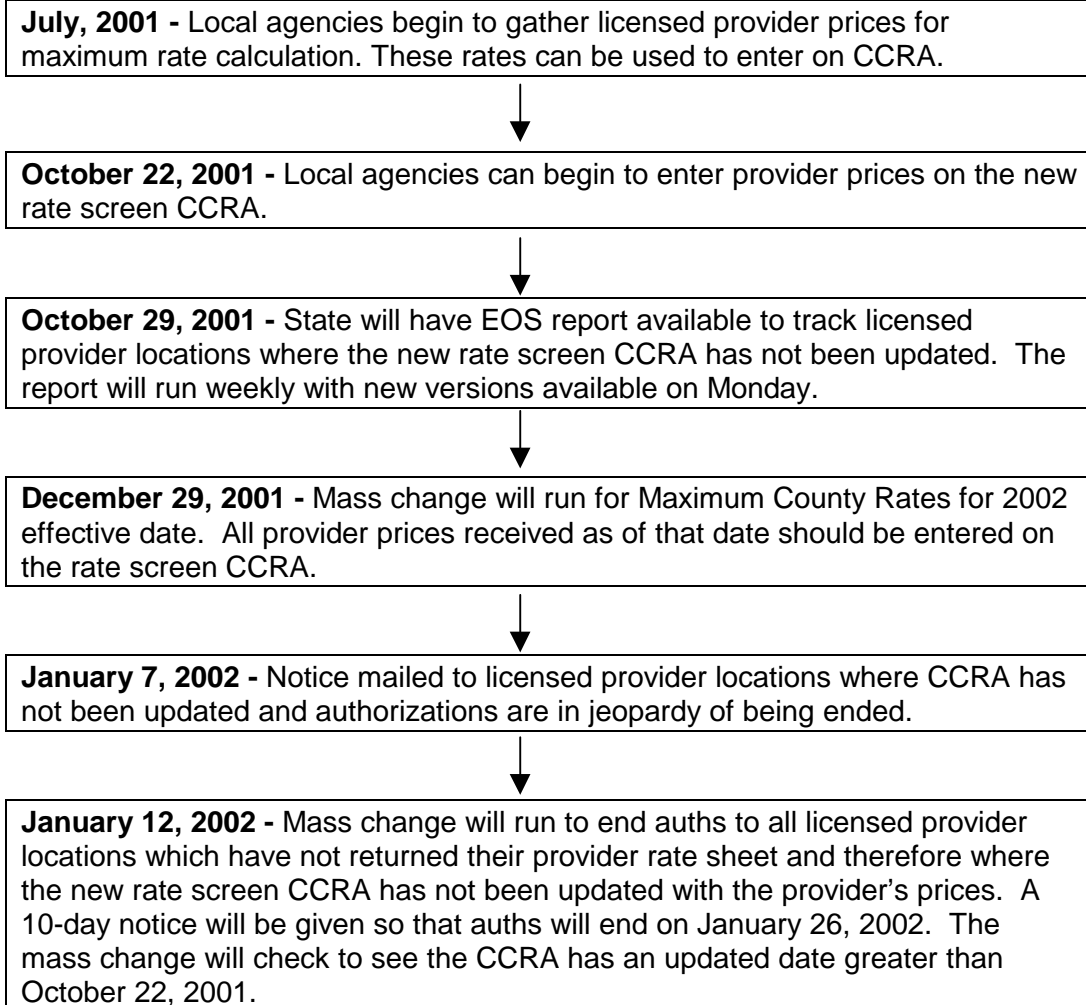 July, 2001 - Local agencies begin to gather licensed provider prices for
maximum rate calculation. These rates can be used to enter on CCRA.
October 22, 2001 - Local agencies can begin to enter provider prices on the new
rate screen CCRA.
October 29, 2001 - State will have EOS report available to track licensed
provider locations where the new rate screen CCRA has not been updated.  The
report will run weekly with new versions available on Monday.
December 29, 2001 - Mass change will run for Maximum County Rates for 2002
effective date.  All provider prices received as of that date should be entered on
the rate screen CCRA.
January 7, 2002 - Notice mailed to licensed provider locations where CCRA has
not been updated and authorizations are in jeopardy of being ended.
January 12, 2002 - Mass change will run to end auths to all licensed provider
locations which have not returned their provider rate sheet and therefore where
the new rate screen CCRA has not been updated with the provider's prices.  A
10-day notice will be given so that auths will end on January 26, 2002.  The
mass change will check to see the CCRA has an updated date greater than
October 22, 2001.